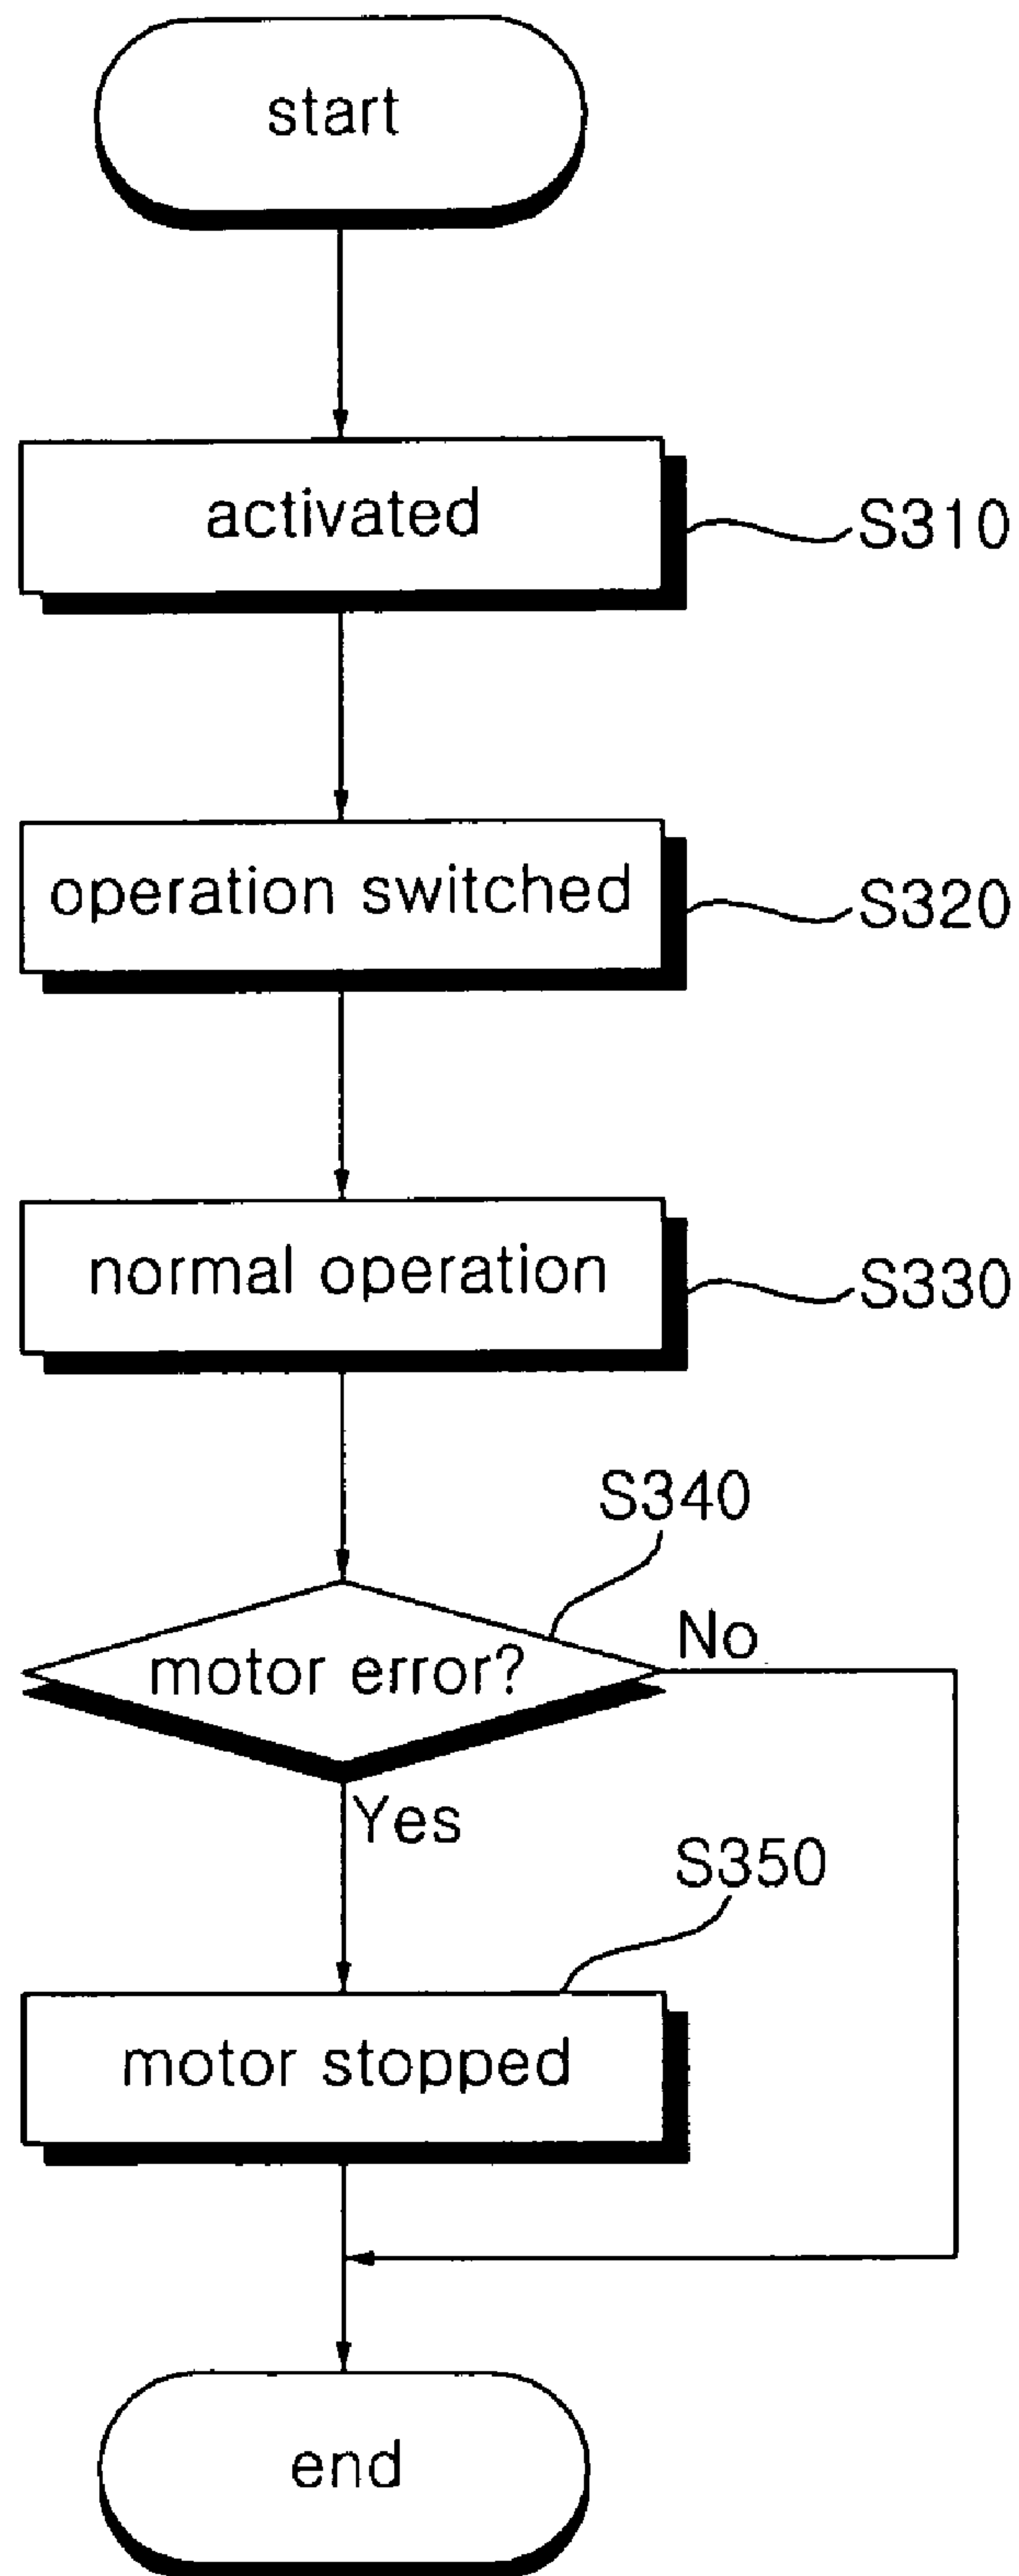 start
activated
S310
operation switched
S320
normal operation
S330
S340
motor error?
No
Yes
S350
motor stopped
end